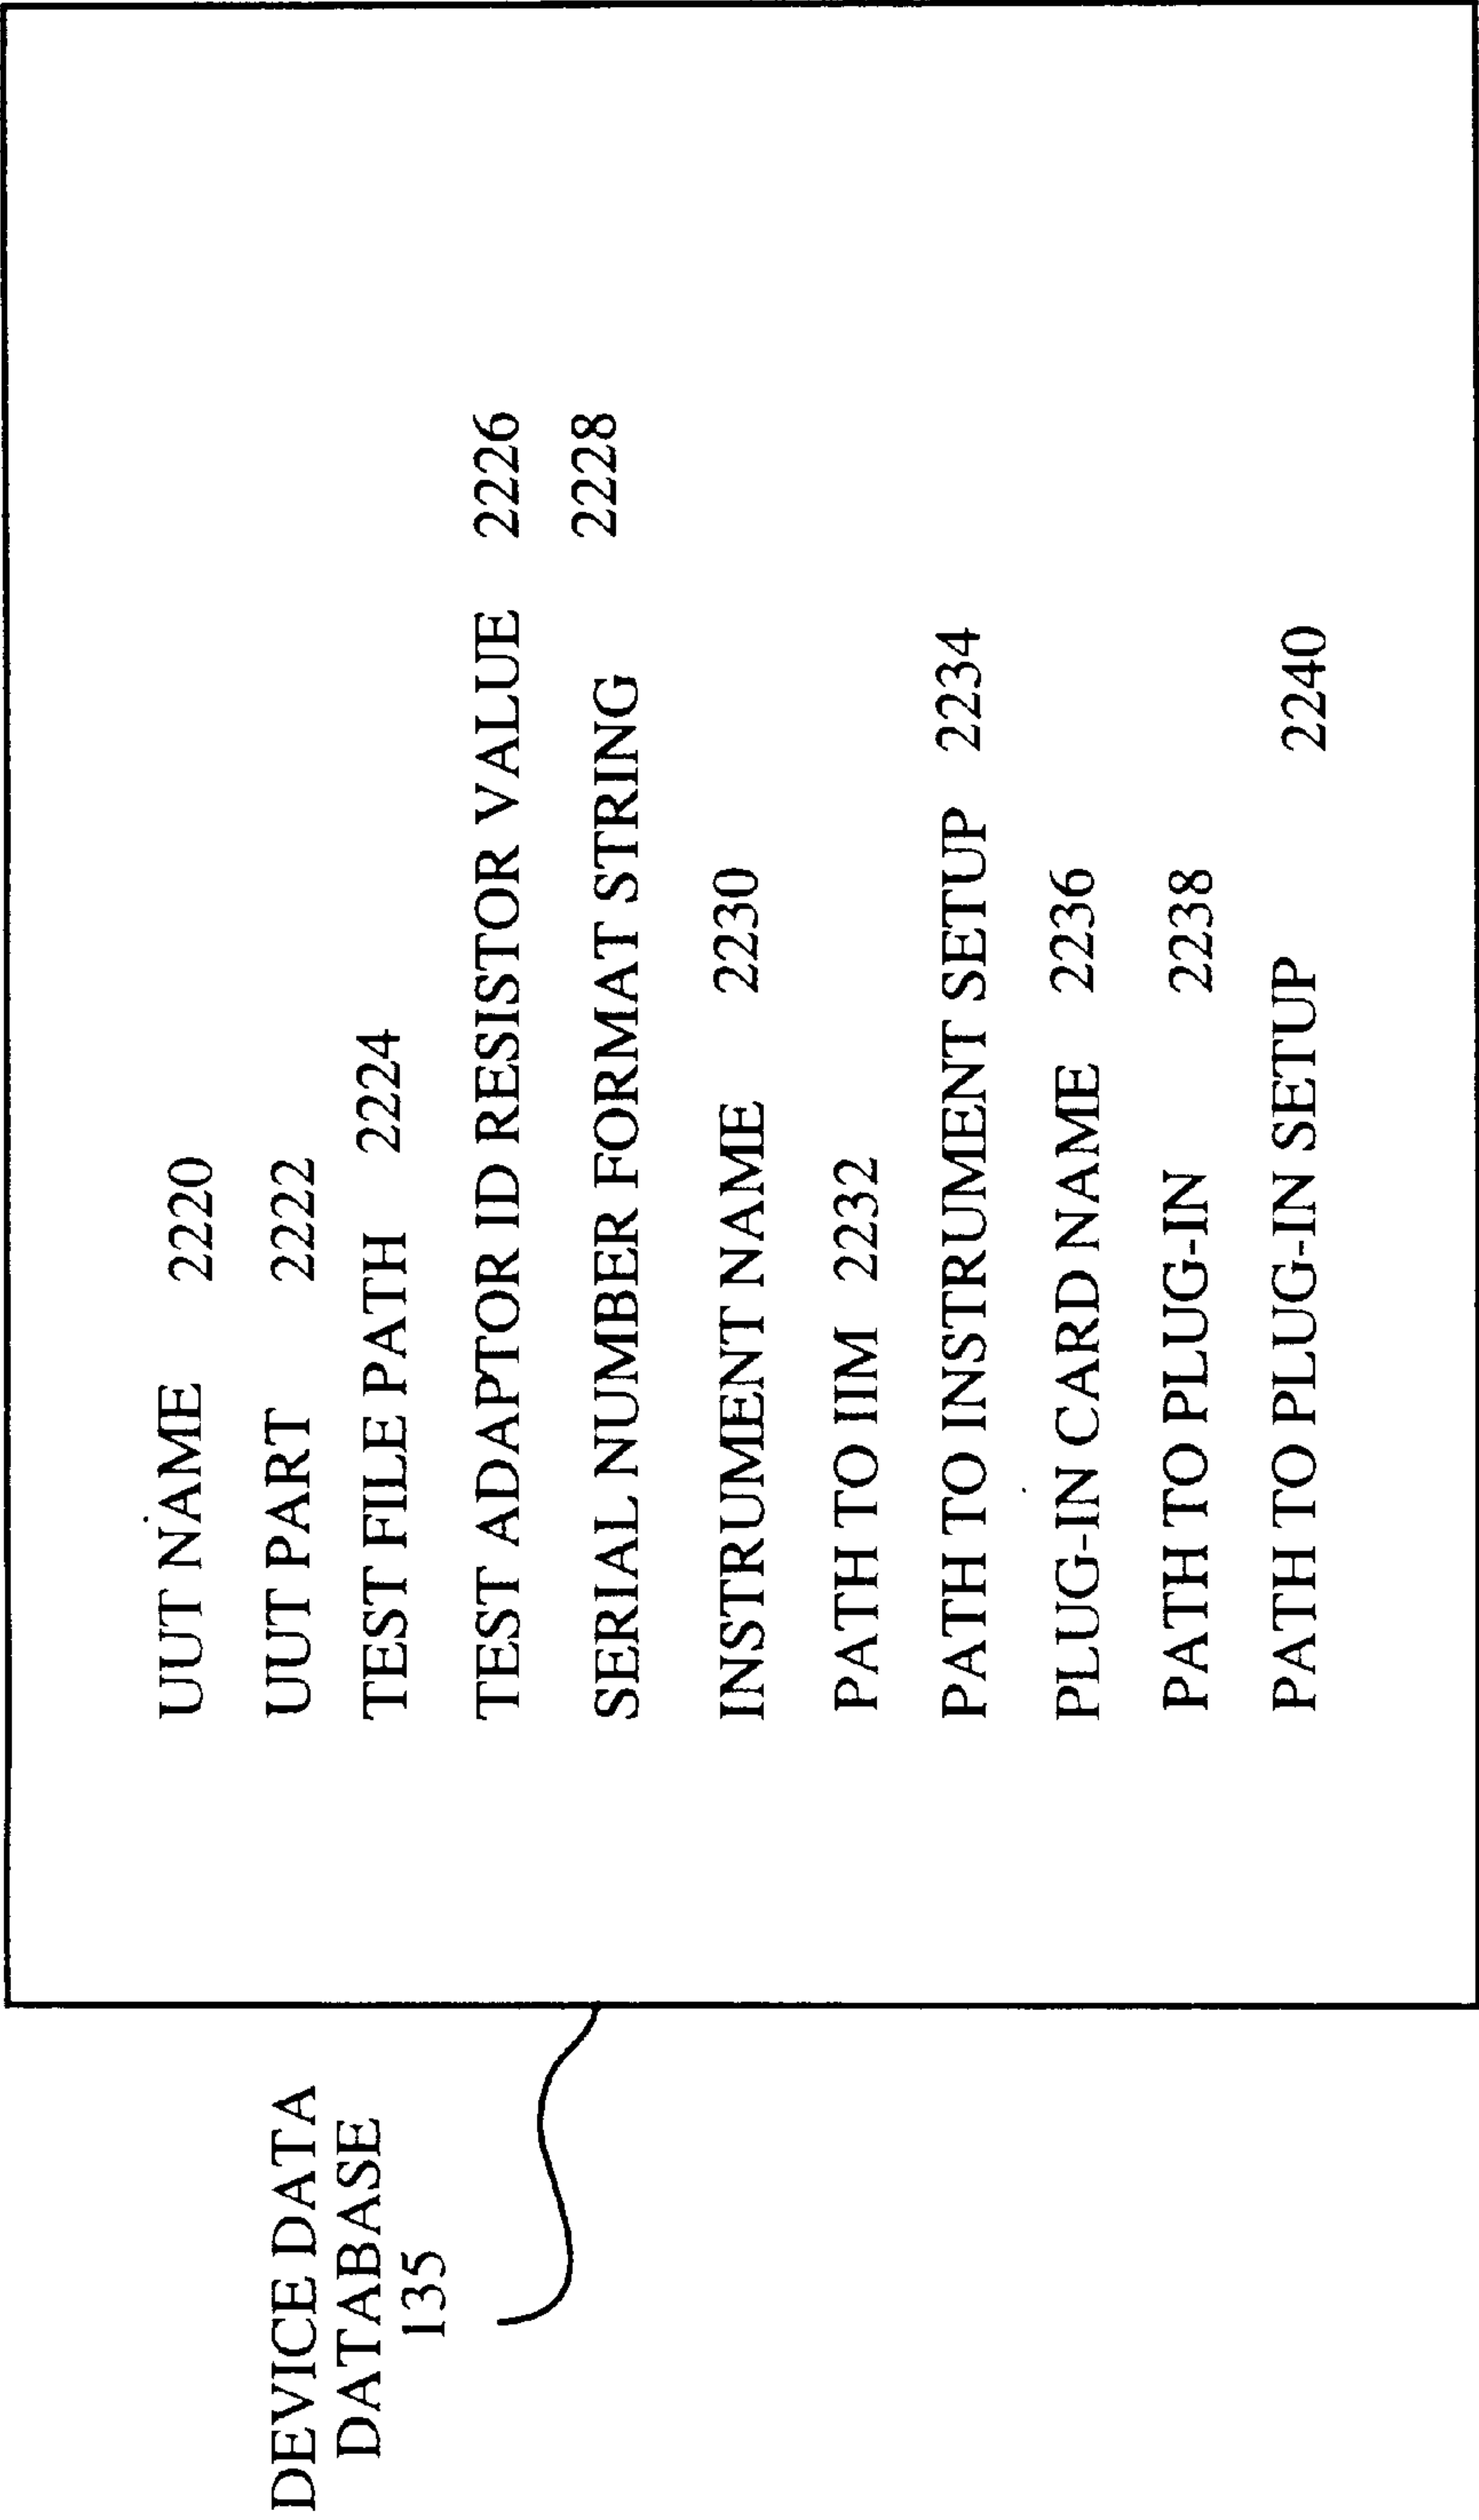 DEVICE DATA
DATABASE
135
UUT NAME 2220
UUT PART 2222
TEST FILE PATH 2224
TEST ADAPTOR ID RESISTOR VALUE 2226
SERIAL NUMBER FORMAT STRING 2228
INSTRUMENT NAME 2230
PATH TO IIM 2232
PATH TO INSTRUMENT SETUP 2234
PLUG-IN CARD NAME 2236
PATH TO PLUG-IN 2238
PATH TO PLUG-IN SETUP 2240